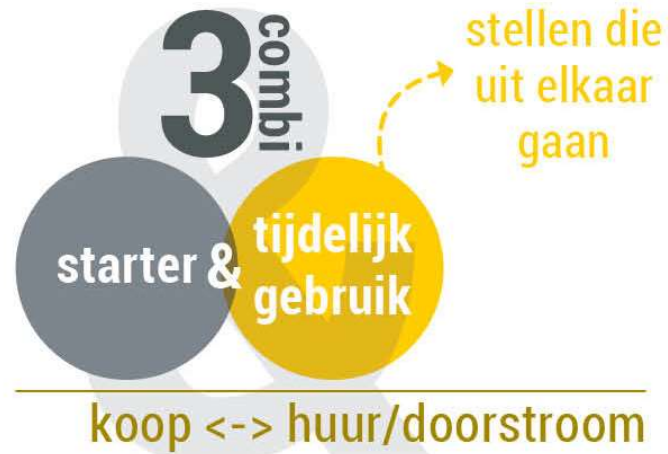 3 combi
stellen die
uit elkaar
gaan
starter & tijdelijk
gebruik
koop <-> huur/doorstroom